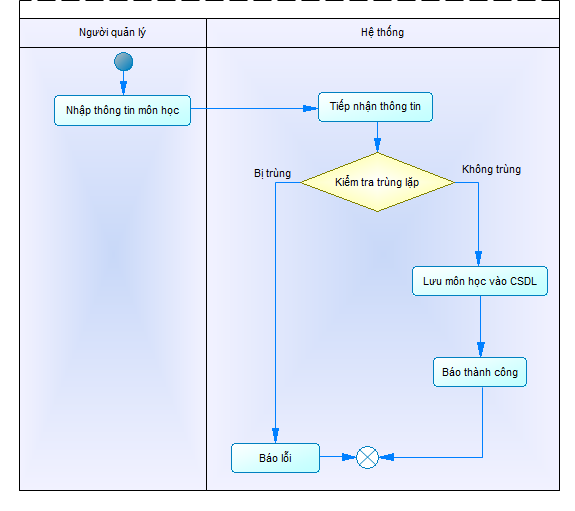 Người quản lý
Hệ thống
Nhập thông tin môn học
Tiếp nhận thông tin
Kiểm tra trùng lặp
Bị trùng
Không trùng
Lưu môn học vào CSDL
Báo thành công
Báo lỗi